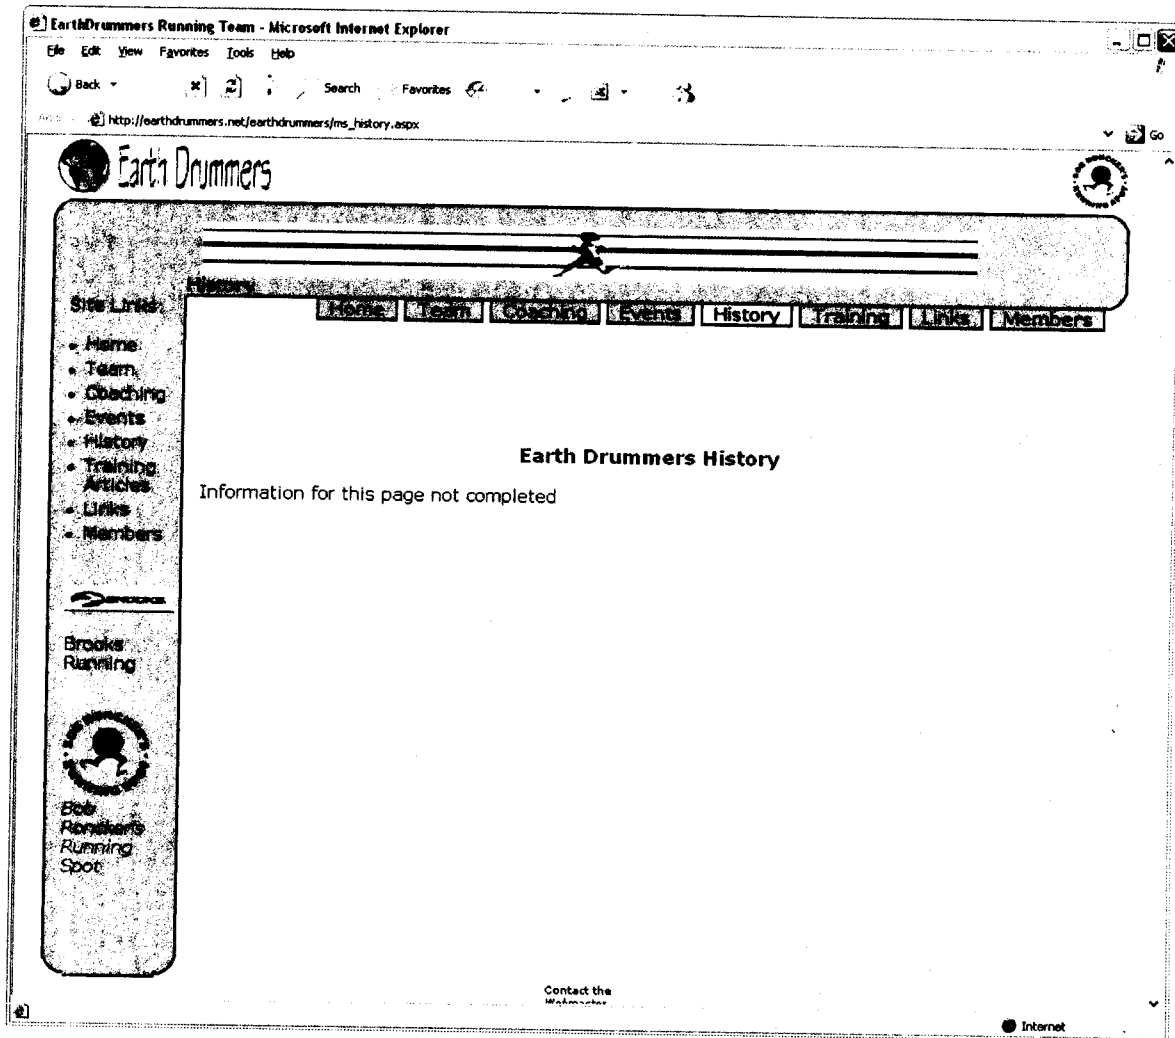 EarthDrummers Running Team - Microsoft Internet Explorer
File Edit View Favorites Tools Help
Back Search Favorites
http://earthdrummers.net/earthdrummers/ms_history.aspx Go
Earth Drummers
History
Home Team Coaching Events History Training Links Members
Site Links:
Home
Team
Coaching
Events
History
Training
Articles
Links
Members
BROOKS
Brooks
Running
Bob
Roncker's
Running
Spot
Earth Drummers History
Information for this page not completed
Contact the
Webmaster
Internet